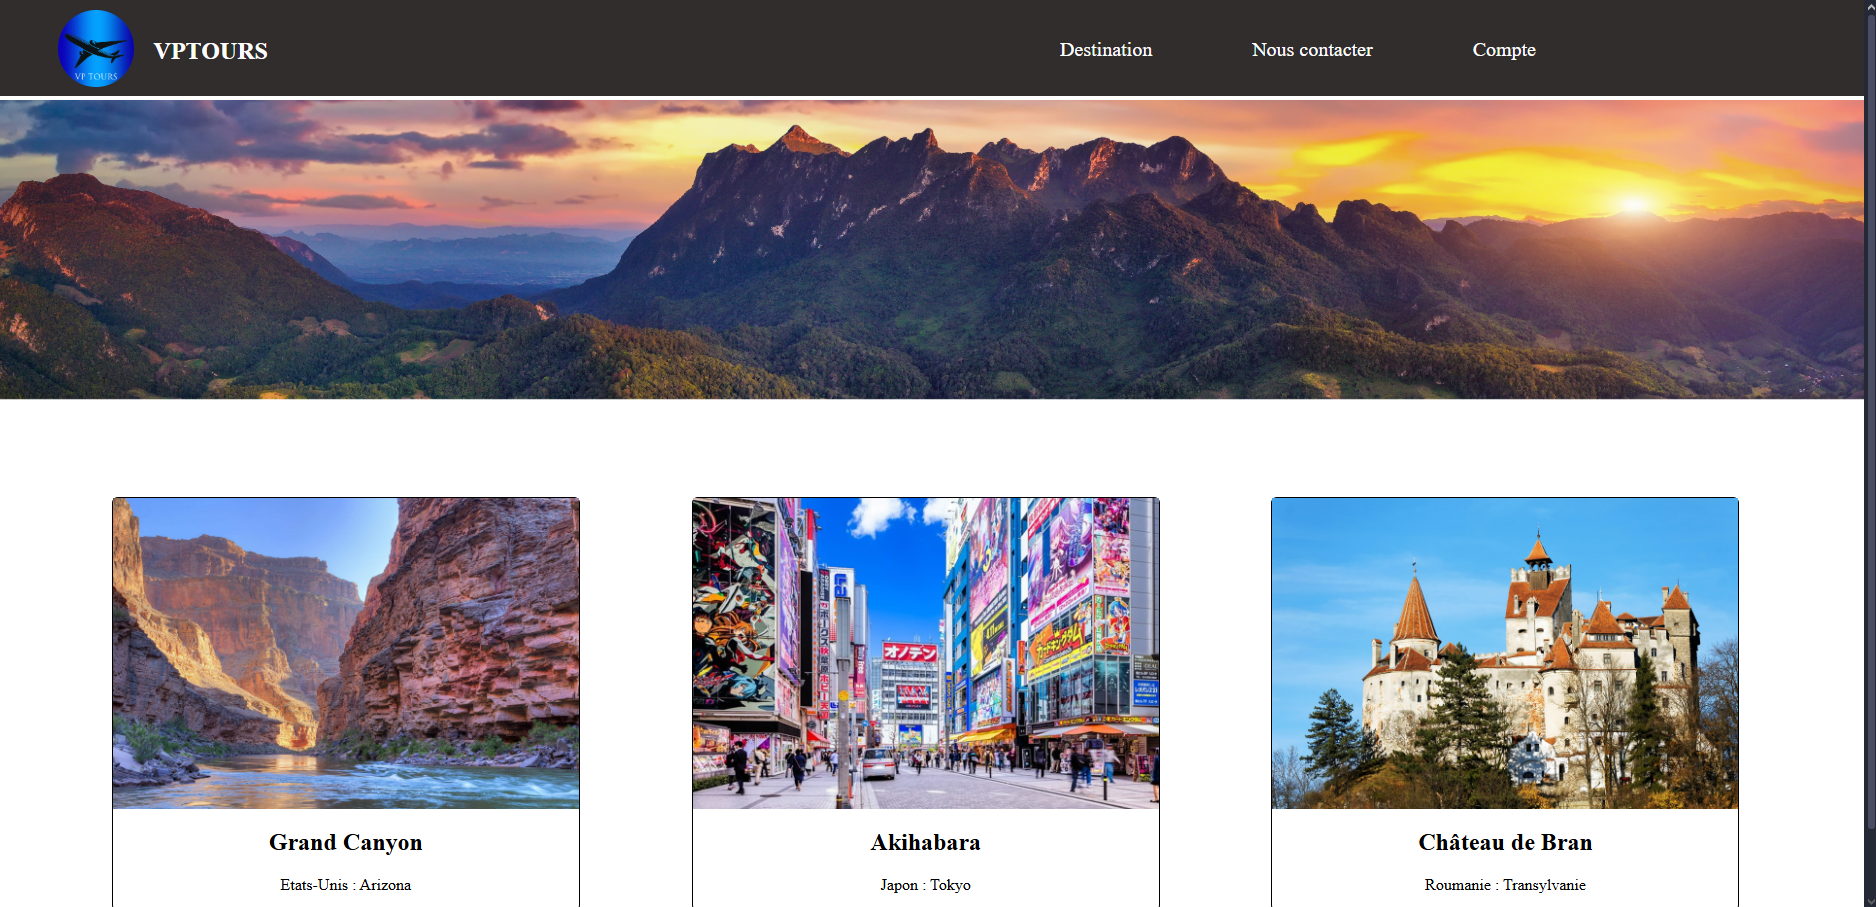 VP TOURS
VPTOURS
Destination
Nous contacter
Compte
オノデン
Grand Canyon
Akihabara
Château de Bran
Etats-Unis : Arizona
Japon : Tokyo
Roumanie : Transylvanie